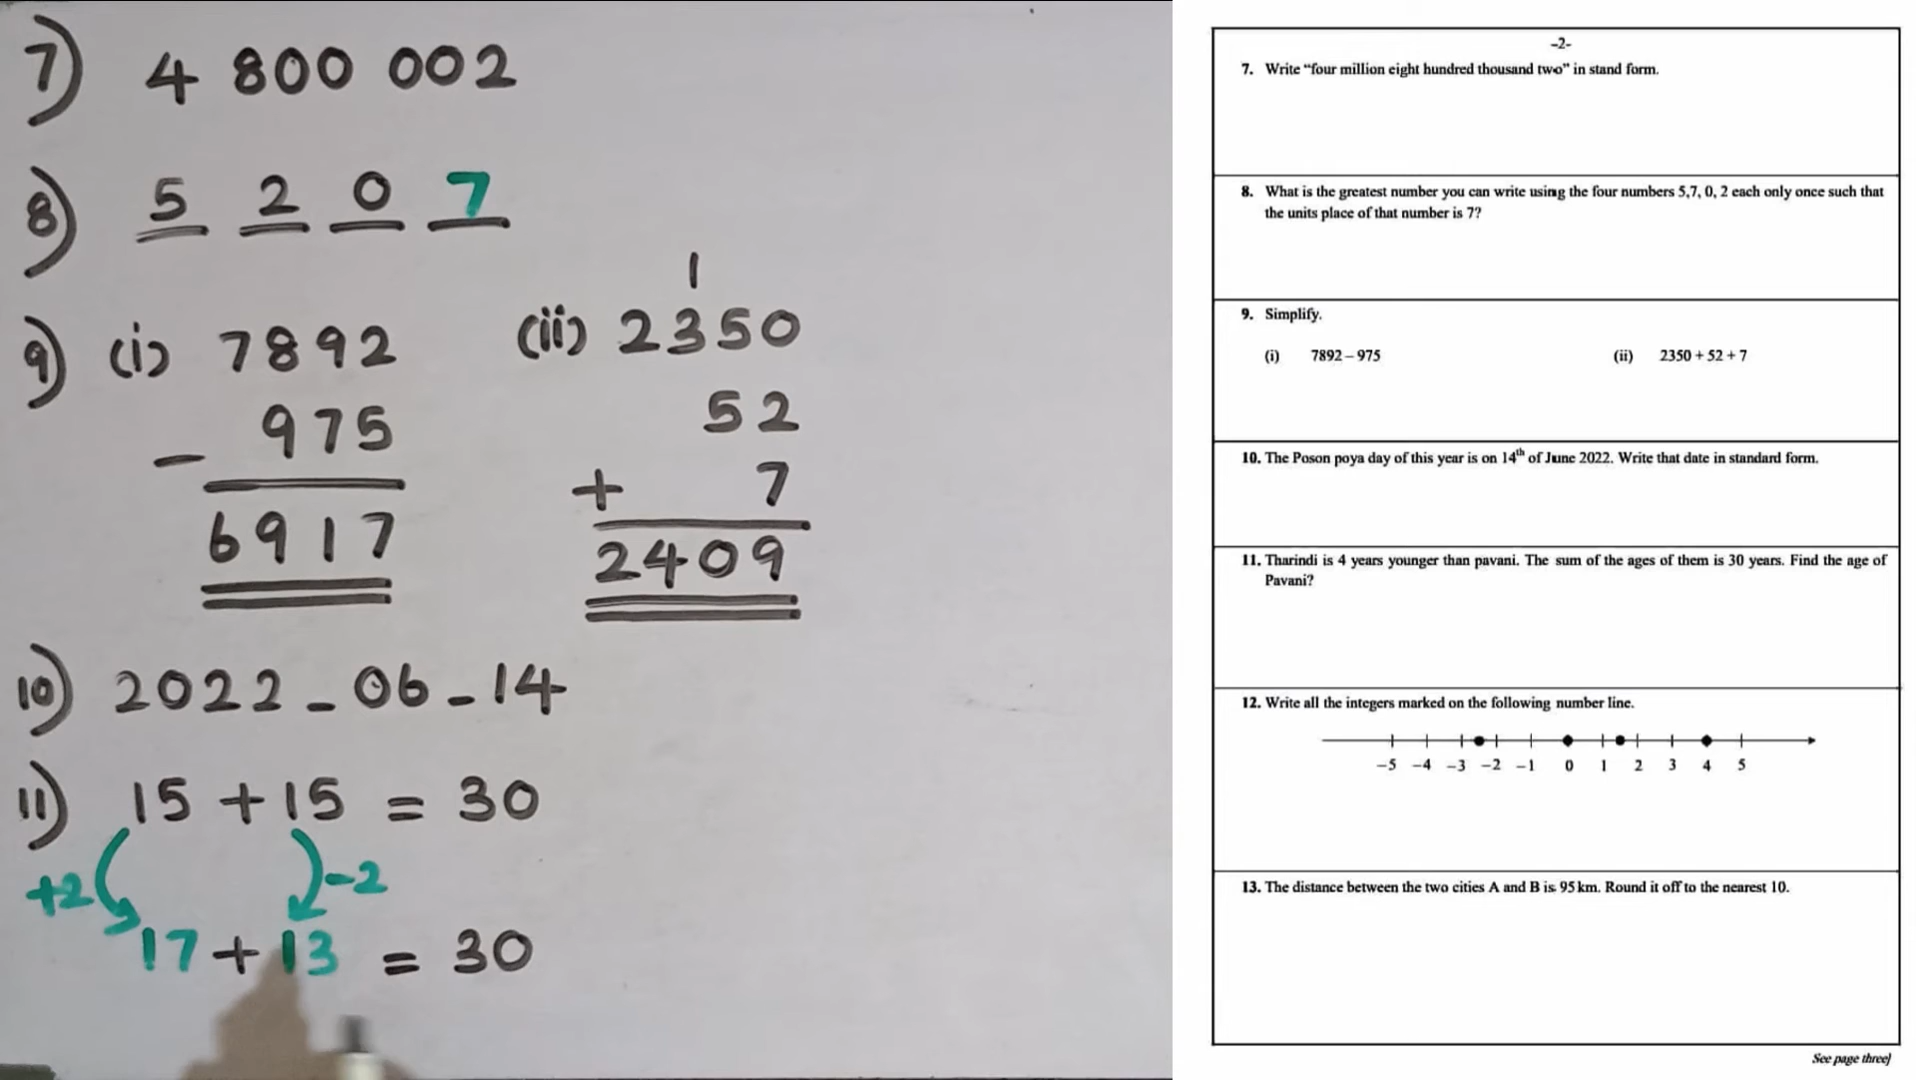 7) 4 800 002
8) 5 2 0 7
9) (i) 7892
975
-
6917
(ii) 2350
1
52
+ 7
2409
10) 2022-06-14
11) 15 + 15 = 30
+2 -2
17 + 13 = 30
-2-
7. Write “four million eight hundred thousand two” in stand form.
8. What is the greatest number you can write using the four numbers 5,7, 0, 2 each only once such that
the units place of that number is 7?
9. Simplify.
(i) 7892 – 975 (ii) 2350 + 52 + 7
10. The Poson poya day of this year is on 14th of June 2022. Write that date in standard form.
11. Tharindi is 4 years younger than pavani. The sum of the ages of them is 30 years. Find the age of
Pavani?
12. Write all the integers marked on the following number line.
–5 –4 –3 –2 –1 0 1 2 3 4 5
13. The distance between the two cities A and B is 95 km. Round it off to the nearest 10.
See page three]